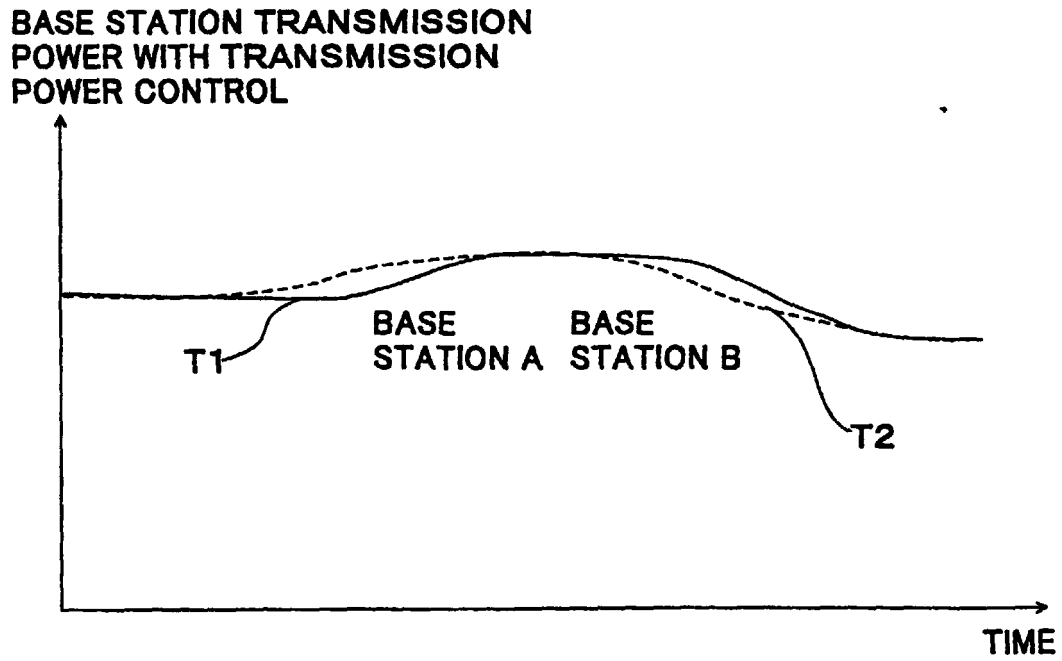 BASE STATION TRANSMISSION
POWER WITH TRANSMISSION
POWER CONTROL
BASE
STATION A
BASE
STATION B
T1
T2
TIME